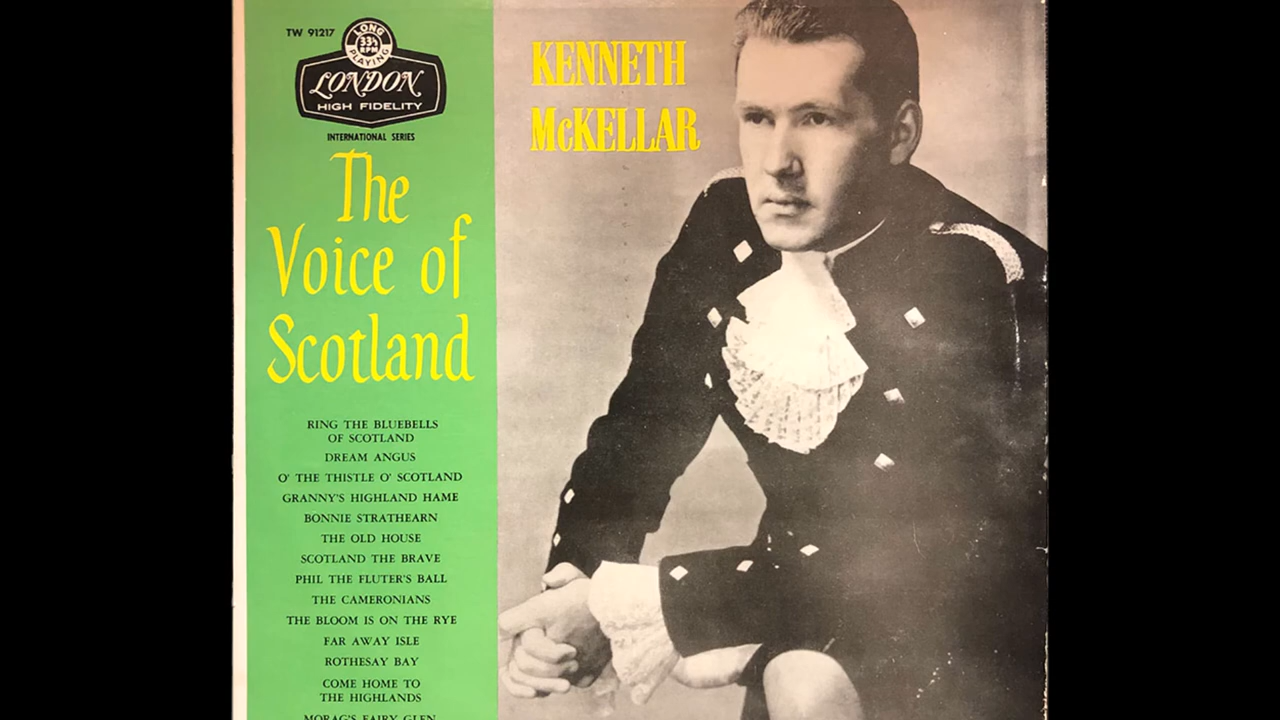 TW 91217
LONG
33⅓
RPM
PLAYING
LONDON
HIGH FIDELITY
INTERNATIONAL SERIES
The
Voice of
Scotland
KENNETH
McKELLAR
RING THE BLUEBELLS
OF SCOTLAND
DREAM ANGUS
O' THE THISTLE O' SCOTLAND
GRANNY'S HIGHLAND HAME
BONNIE STRATHEARN
THE OLD HOUSE
SCOTLAND THE BRAVE
PHIL THE FLUTER'S BALL
THE CAMERONIANS
THE BLOOM IS ON THE RYE
FAR AWAY ISLE
ROTHESAY BAY
COME HOME TO
THE HIGHLANDS
MORAG'S FAIRY GLEN